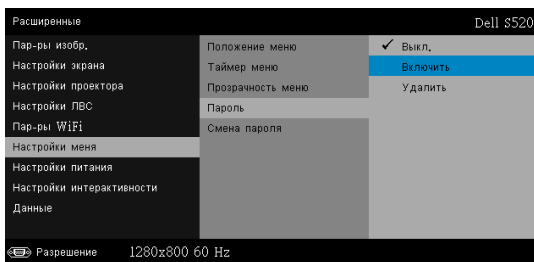 Расширенные
Dell S520
Пар-ры изобр.
Настройки экрана
Настройки проектора
Настройки ЛВС
Пар-ры WiFi
Настройки меня
Настройки питания
Настройки интерактивности
Данные
Положение меню
Таймер меню
Прозрачность меню
Пароль
Смена пароля
✓ Выкл.
Включить
Удалить
Разрешение 1280x800 60 Hz